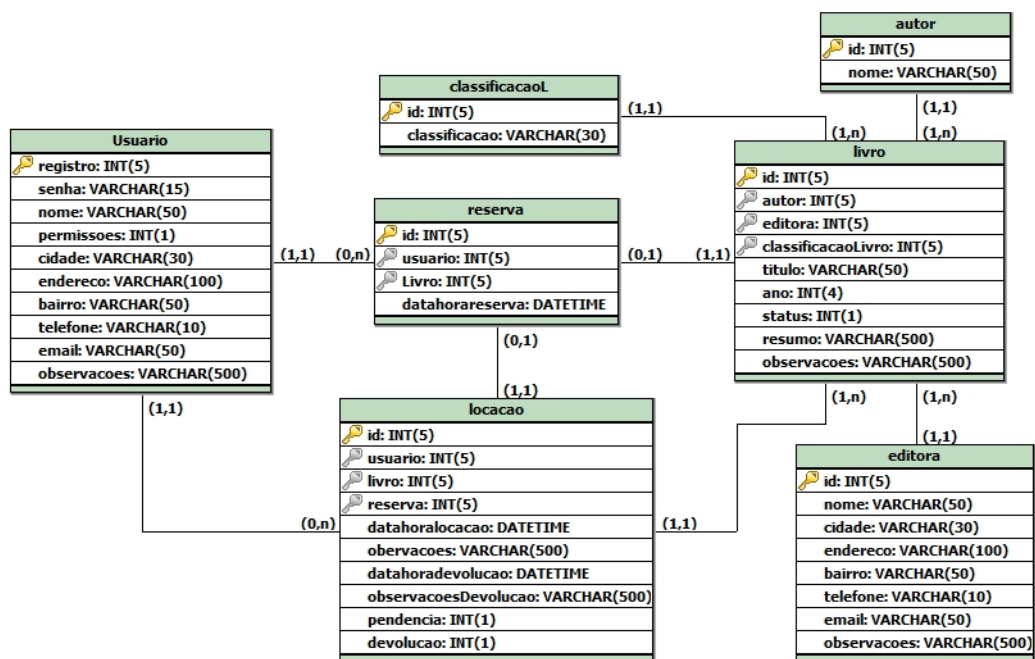 autor
id: INT(5)
nome: VARCHAR(50)
(1,1)
(1,n)
classificacaoL
id: INT(5)
classificacao: VARCHAR(30)
(1,1)
(1,n)
Usuario
registro: INT(5)
senha: VARCHAR(15)
nome: VARCHAR(50)
permissoes: INT(1)
cidade: VARCHAR(30)
endereco: VARCHAR(100)
bairro: VARCHAR(50)
telefone: VARCHAR(10)
email: VARCHAR(50)
observacoes: VARCHAR(500)
(1,1)
(0,n)
reserva
id: INT(5)
usuario: INT(5)
Livro: INT(5)
datahorareserva: DATETIME
(0,1)
(1,1)
livro
id: INT(5)
autor: INT(5)
editora: INT(5)
classificacaoLivro: INT(5)
titulo: VARCHAR(50)
ano: INT(4)
status: INT(1)
resumo: VARCHAR(500)
observacoes: VARCHAR(500)
(0,1)
(1,1)
(1,1)
(0,n)
locacao
id: INT(5)
usuario: INT(5)
livro: INT(5)
reserva: INT(5)
datahoralocacao: DATETIME
obervacoes: VARCHAR(500)
datahoradevolucao: DATETIME
observacoesDevolucao: VARCHAR(500)
pendencia: INT(1)
devolucao: INT(1)
(1,n)
(1,1)
(1,n)
(1,1)
editora
id: INT(5)
nome: VARCHAR(50)
cidade: VARCHAR(30)
endereco: VARCHAR(100)
bairro: VARCHAR(50)
telefone: VARCHAR(10)
email: VARCHAR(50)
observacoes: VARCHAR(500)